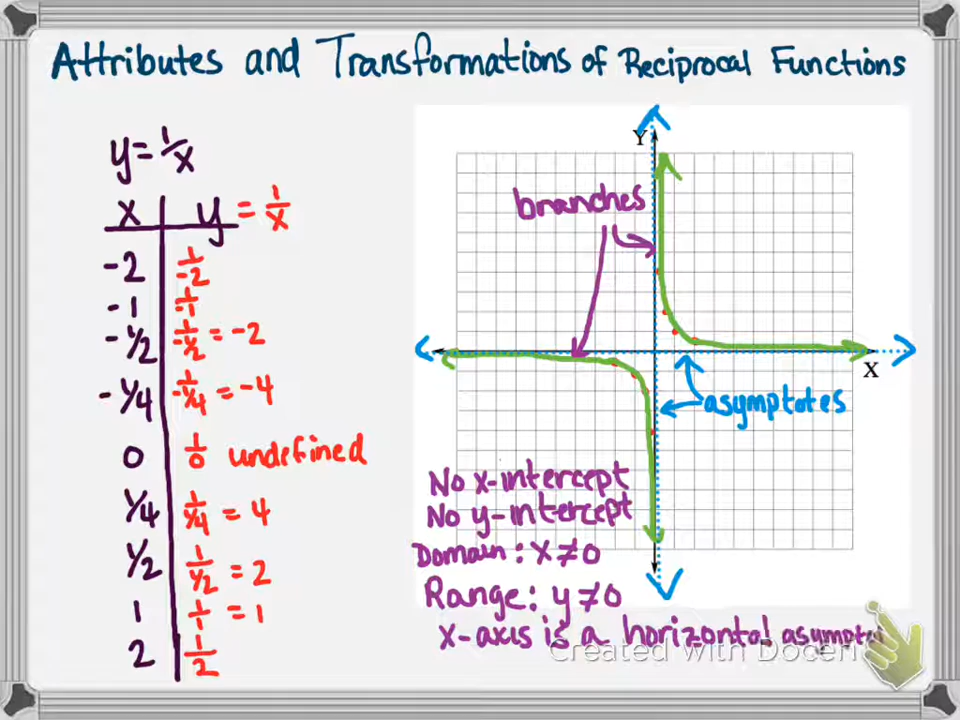 Attributes and Transformations of Reciprocal Functions
y = 1/x
x y = 1/x
-2 1/-2
-1 1/-1
-1/2 1/-1/2 = -2
-1/4 1/-1/4 = -4
0 1/0 undefined
1/4 1/1/4 = 4
1/2 1/1/2 = 2
1 1/1 = 1
2 1/2
Y
branches
X
asymptotes
No x-intercept
No y-intercept
Domain: x ≠ 0
Range: y ≠ 0
x-axis is a horizontal
Created with